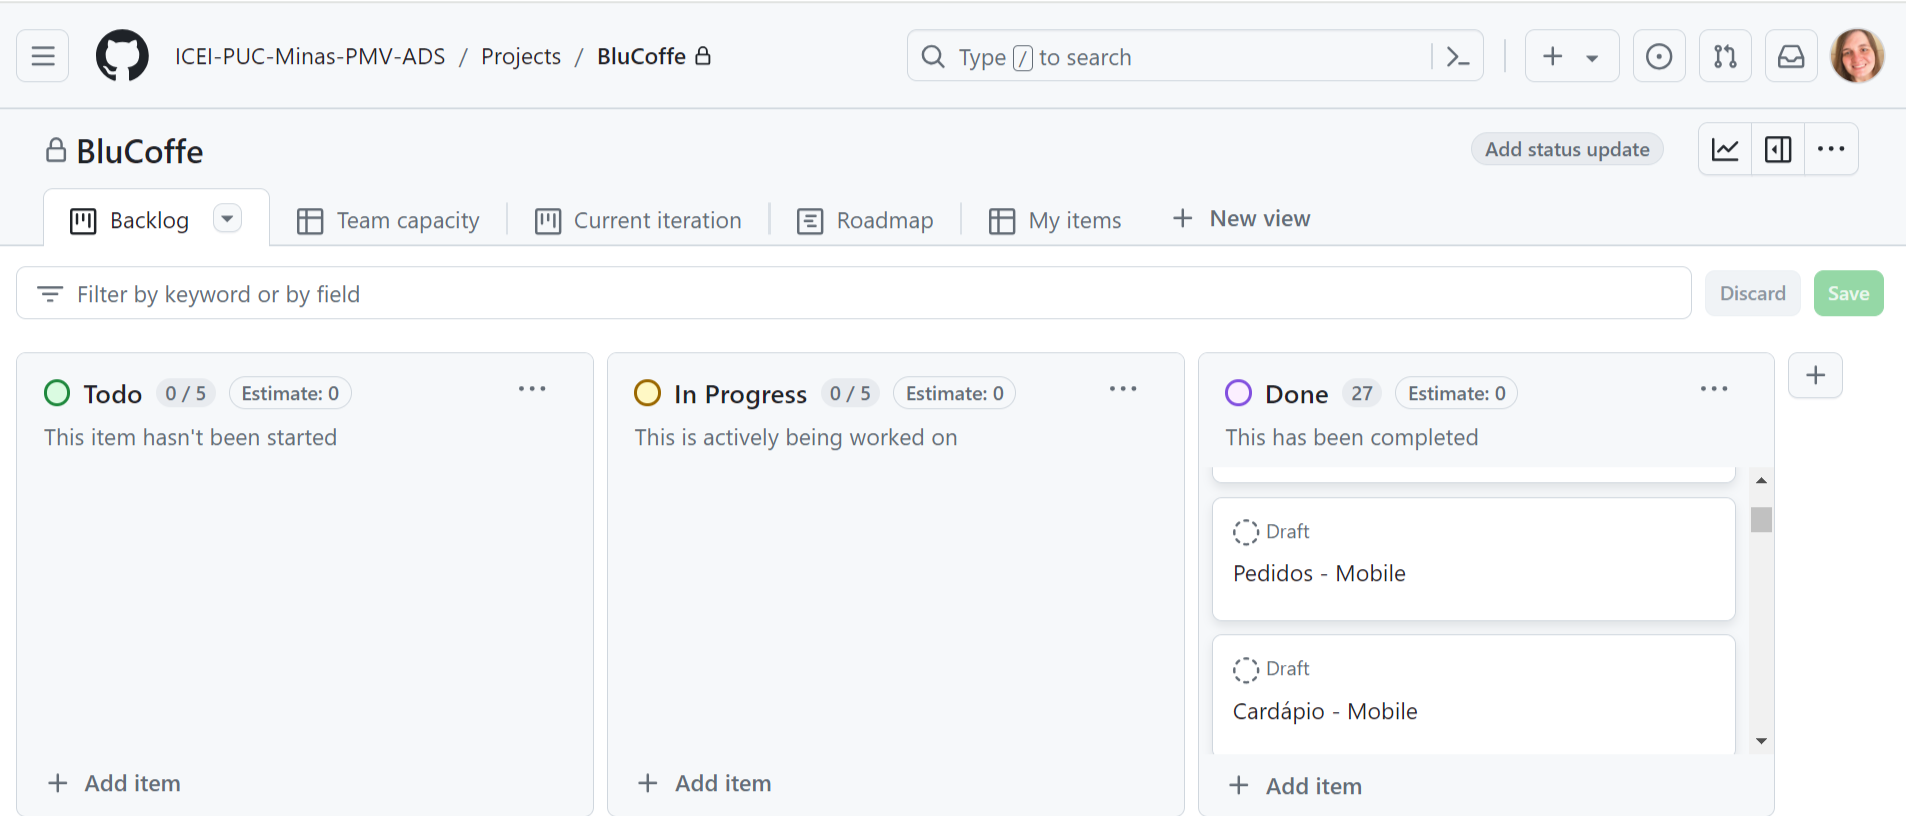 ICEI-PUC-Minas-PMV-ADS / Projects / BluCoffe
Type / to search
BluCoffe
Add status update
Backlog
Team capacity
Current iteration
Roadmap
My items
New view
Filter by keyword or by field
Discard
Save
Todo 0 / 5 Estimate: 0
This item hasn't been started
Add item
In Progress 0 / 5 Estimate: 0
This is actively being worked on
Add item
Done 27 Estimate: 0
This has been completed
Draft
Pedidos - Mobile
Draft
Cardápio - Mobile
Add item